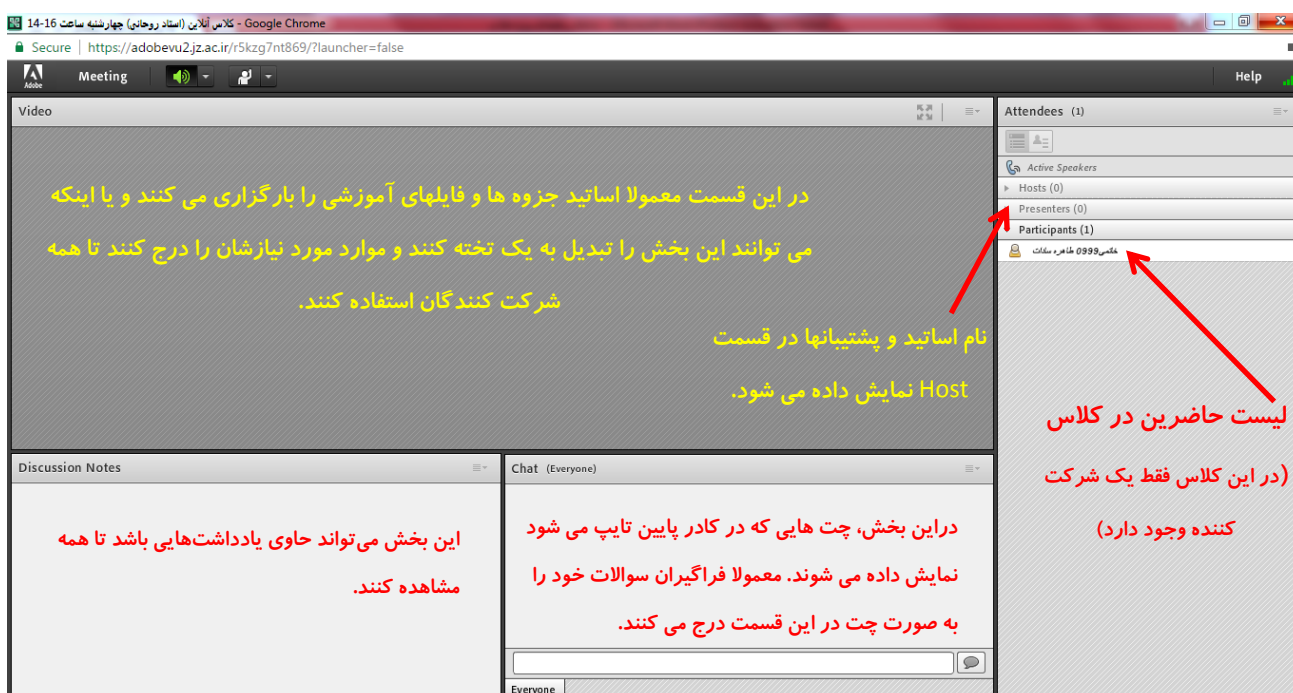 کلاس آنلاین (استاد روحانی) چهارشنبه ساعت 16-14 - Google Chrome
Secure | https://adobevu2.jz.ac.ir/r5kzg7nt869/?launcher=false
Adobe
Meeting
Help
Video
در این قسمت معمولا اساتید جزوه ها و فایلهای آموزشی را بارگزاری می کنند و یا اینکه
می توانند این بخش را تبدیل به یک تخته کنند و موارد مورد نیازشان را درج کنند تا همه
شرکت کنندگان استفاده کنند.
نام اساتید و پشتیبانها در قسمت
Host نمایش داده می شود.
Attendees (1)
Active Speakers
Hosts (0)
Presenters (0)
Participants (1)
لیست حاضرین در کلاس
(در این کلاس فقط یک شرکت
کننده وجود دارد)
Discussion Notes
این بخش می‌تواند حاوی یادداشت‌هایی باشد تا همه
مشاهده کنند.
Chat (Everyone)
دراین بخش، چت هایی که در کادر پایین تایپ می شود
نمایش داده می شوند. معمولا فراگیران سوالات خود را
به صورت چت در این قسمت درج می کنند.
Everyone